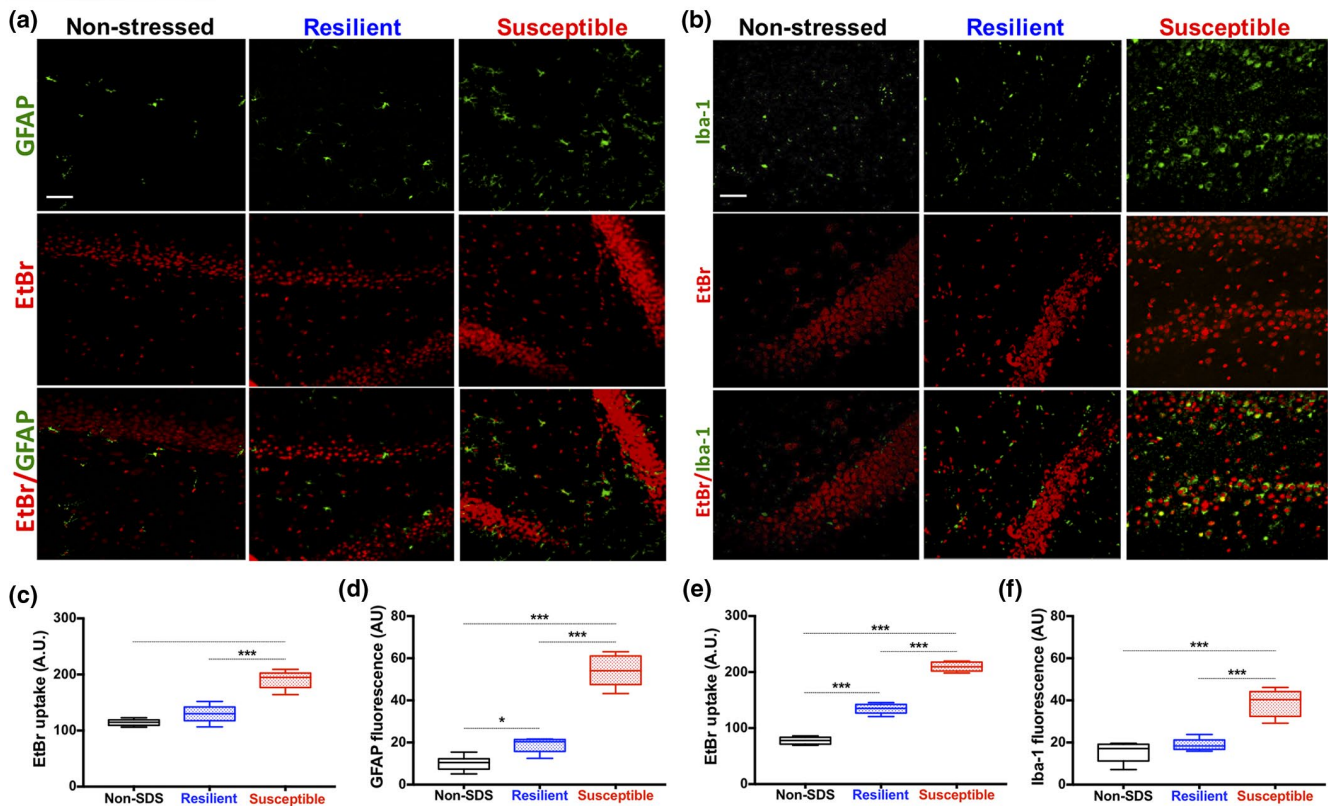 (a)
Non-stressed Resilient Susceptible
GFAP
EtBr
EtBr/GFAP
(b)
Non-stressed Resilient Susceptible
Iba-1
EtBr
EtBr/Iba-1
(c)
EtBr uptake (A.U.)
300
200
100
0
***
Non-SDS Resilient Susceptible
(d)
GFAP fluorescence (AU)
80
60
40
20
0
***
***
*
Non-SDS Resilient Susceptible
(e)
EtBr uptake (A.U.)
300
200
100
0
***
***
***
Non-SDS Resilient Susceptible
(f)
Iba-1 fluorescence (AU)
80
60
40
20
0
***
***
Non-SDS Resilient Susceptible